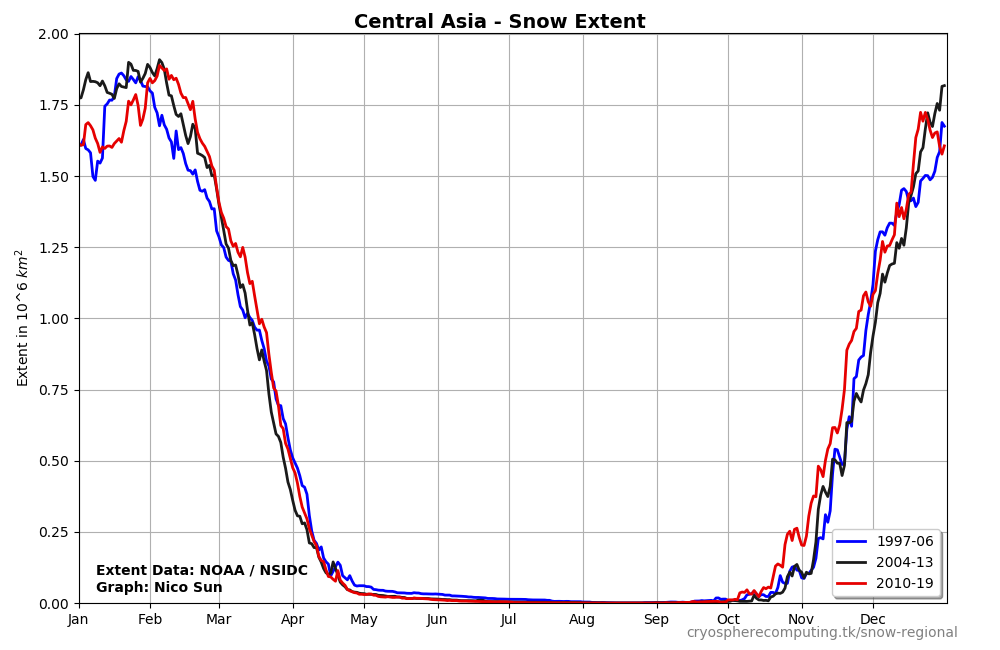 Central Asia - Snow Extent
Extent in 10^6 km²
2.00
1.75
1.50
1.25
1.00
0.75
0.50
0.25
0.00
Extent Data: NOAA / NSIDC
Graph: Nico Sun
1997-06
2004-13
2010-19
Jan Feb Mar Apr May Jun Jul Aug Sep Oct Nov Dec
cryospherecomputing.tk/snow-regional